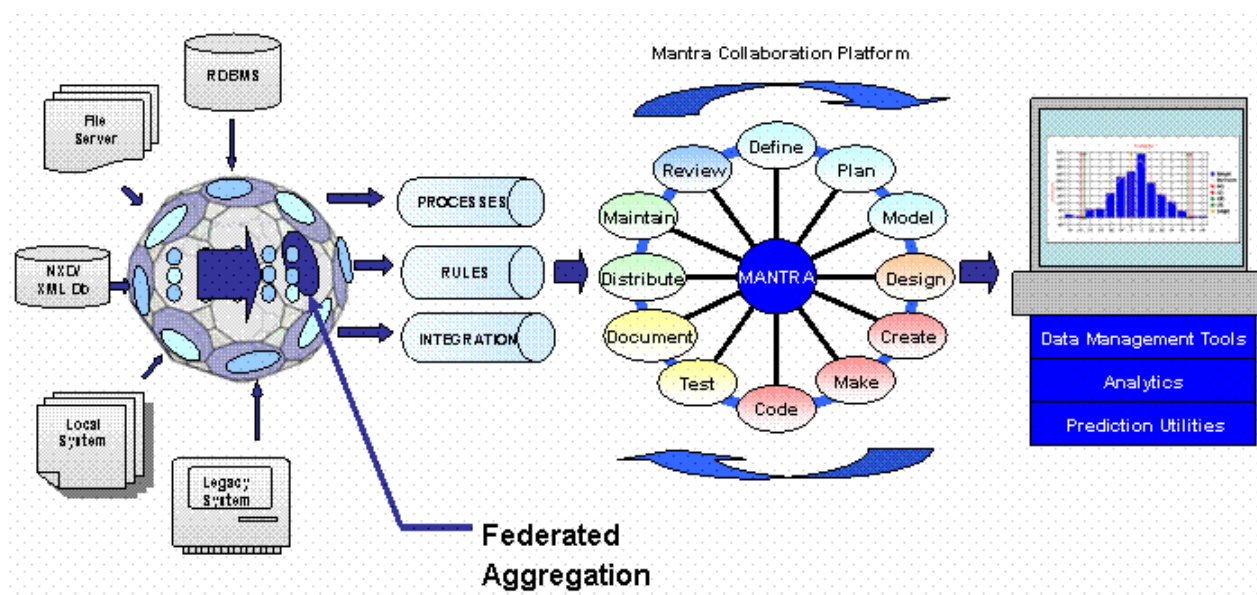 Mantra Collaboration Platform
RDBMS
File
Server
NXD/
XML Db
Local
System
Legacy
System
PROCESSES
RULES
INTEGRATION
Define
Plan
Model
Design
Create
Make
Code
Test
Document
Distribute
Maintain
Review
MANTRA
Data Management Tools
Analytics
Prediction Utilities
Federated
Aggregation